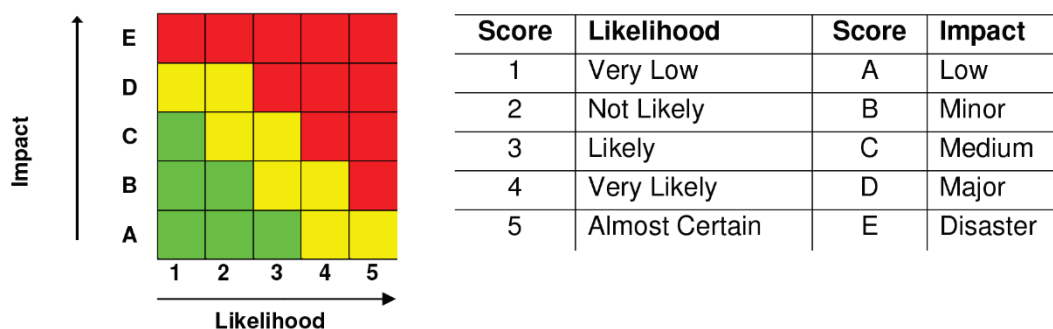 E
D
C
B
A
Impact
1 2 3 4 5
Likelihood
Score Likelihood Score Impact
1 Very Low A Low
2 Not Likely B Minor
3 Likely C Medium
4 Very Likely D Major
5 Almost Certain E Disaster